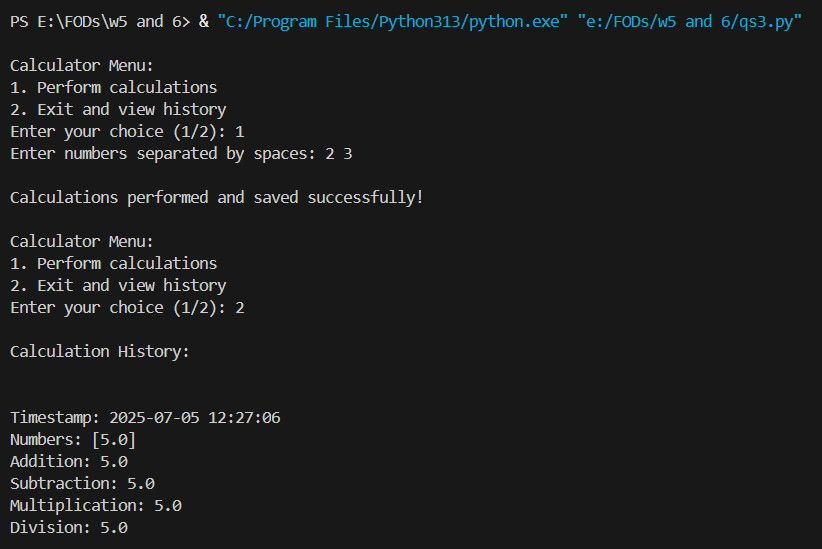 PS E:\FODs\w5 and 6> & "C:/Program Files/Python313/python.exe" "e:/FODs/w5 and 6/qs3.py"
Calculator Menu:
1. Perform calculations
2. Exit and view history
Enter your choice (1/2): 1
Enter numbers separated by spaces: 2 3
Calculations performed and saved successfully!
Calculator Menu:
1. Perform calculations
2. Exit and view history
Enter your choice (1/2): 2
Calculation History:
Timestamp: 2025-07-05 12:27:06
Numbers: [5.0]
Addition: 5.0
Subtraction: 5.0
Multiplication: 5.0
Division: 5.0